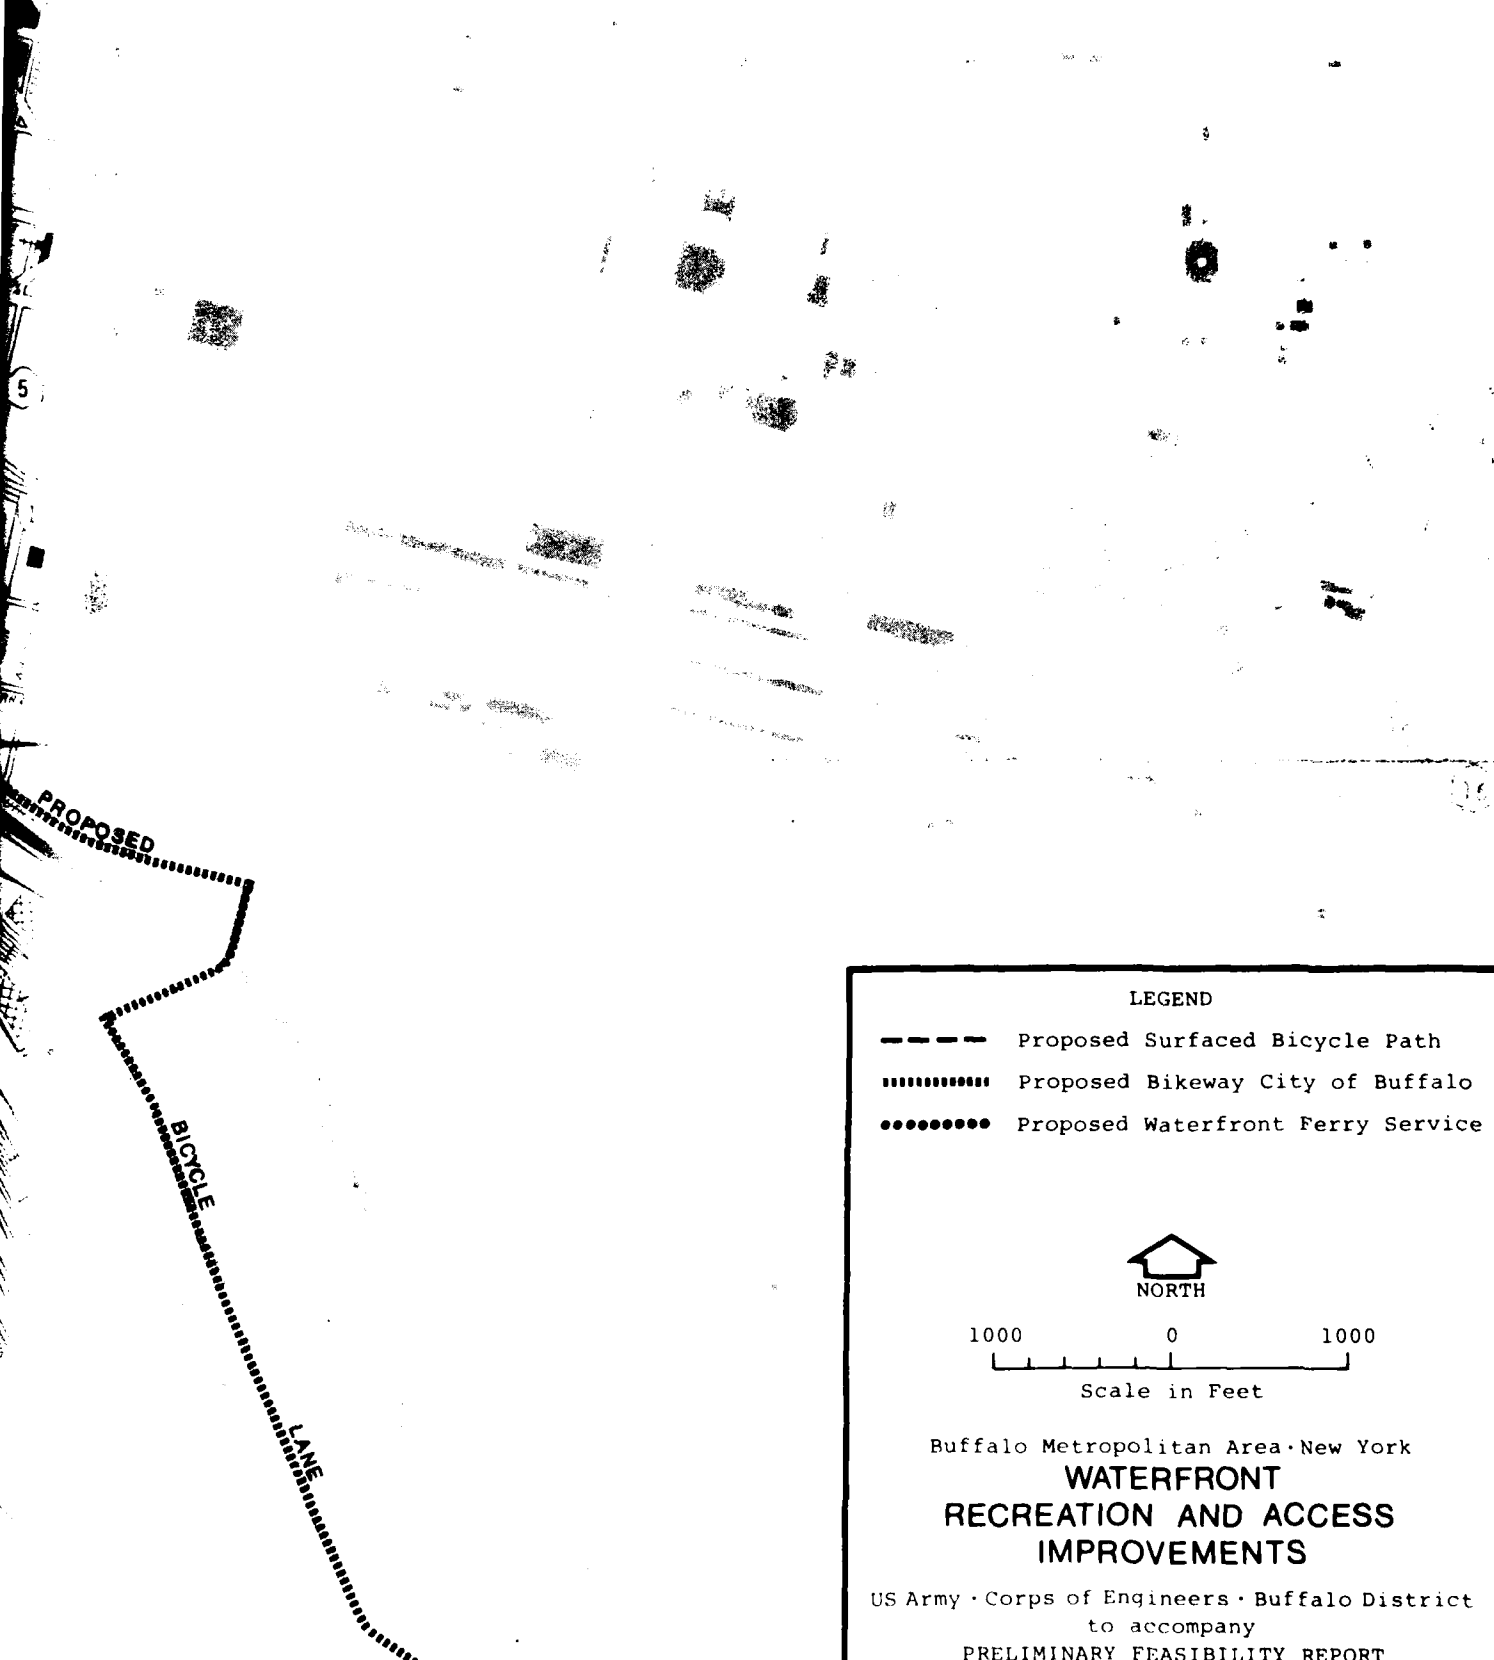 5
PROPOSED
BICYCLE
LANE
LEGEND
Proposed Surfaced Bicycle Path
Proposed Bikeway City of Buffalo
Proposed Waterfront Ferry Service
NORTH
1000 0 1000
Scale in Feet
Buffalo Metropolitan Area · New York
WATERFRONT
RECREATION AND ACCESS
IMPROVEMENTS
US Army · Corps of Engineers · Buffalo District
to accompany
PRELIMINARY FEASIBILITY REPORT